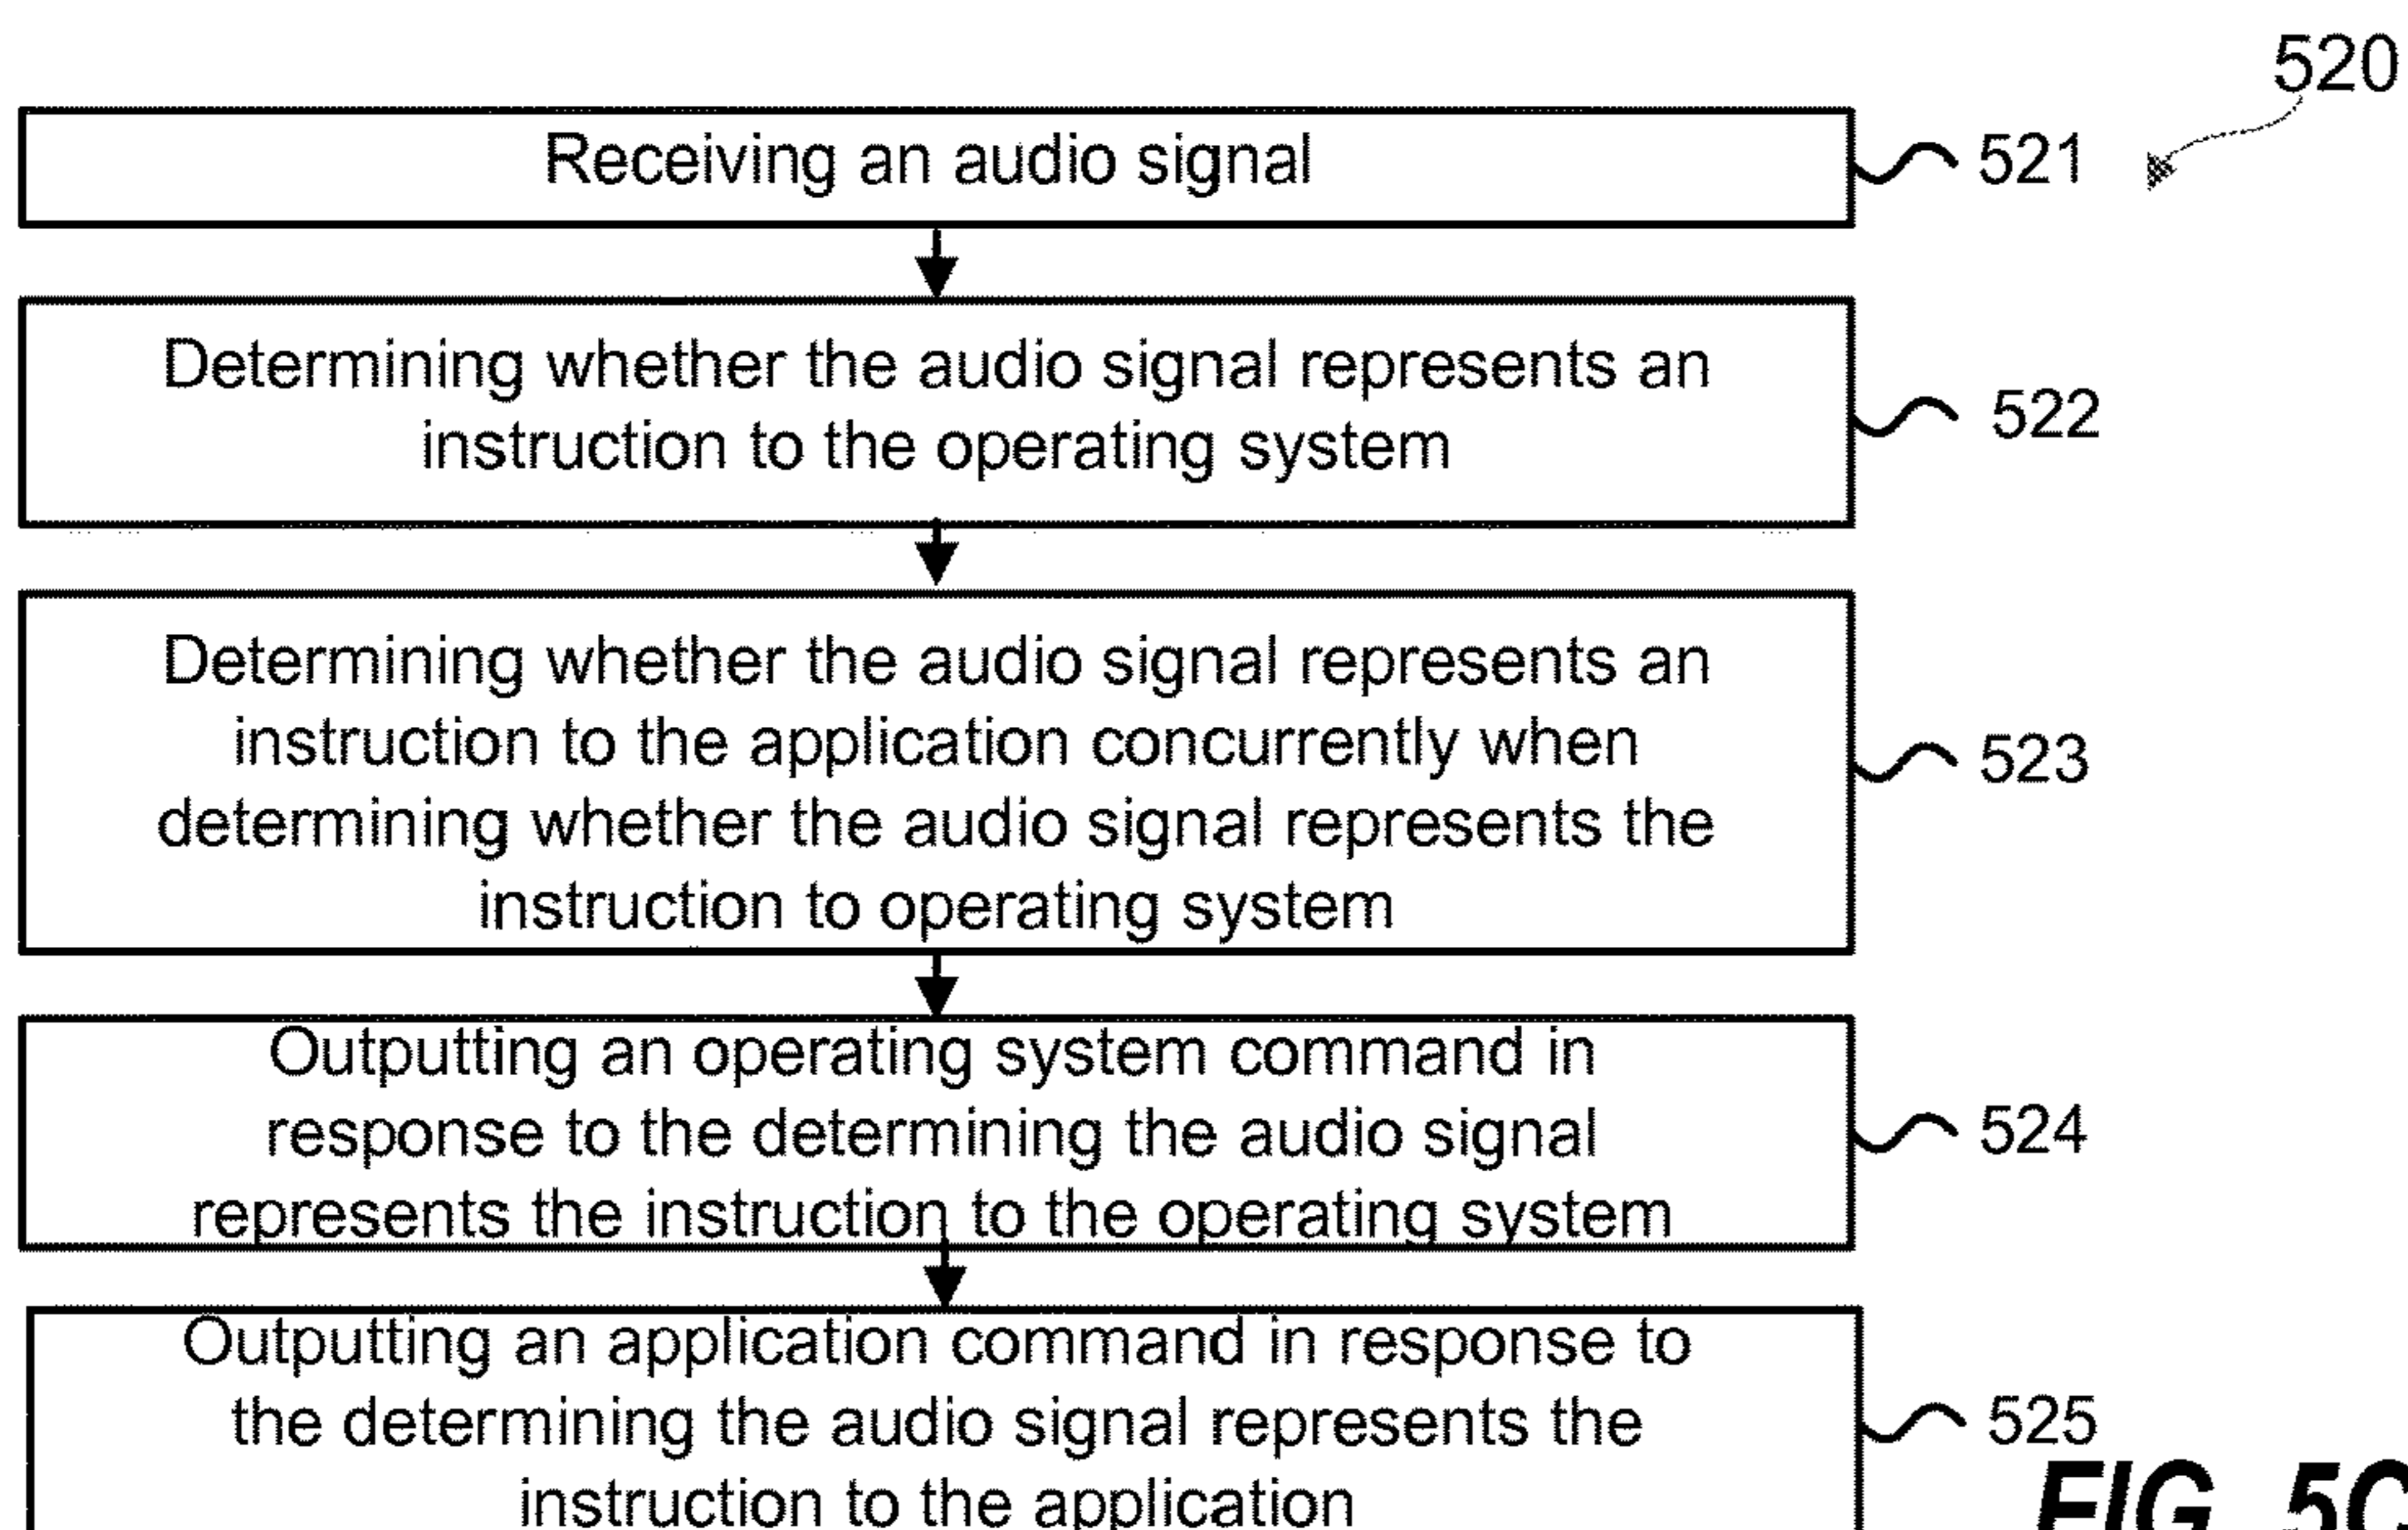 520
Receiving an audio signal
521
Determining whether the audio signal represents an
instruction to the operating system
522
Determining whether the audio signal represents an
instruction to the application concurrently when
determining whether the audio signal represents the
instruction to operating system
523
Outputting an operating system command in
response to the determining the audio signal
represents the instruction to the operating system
524
Outputting an application command in response to
the determining the audio signal represents the
instruction to the application
525
FIG. 5C